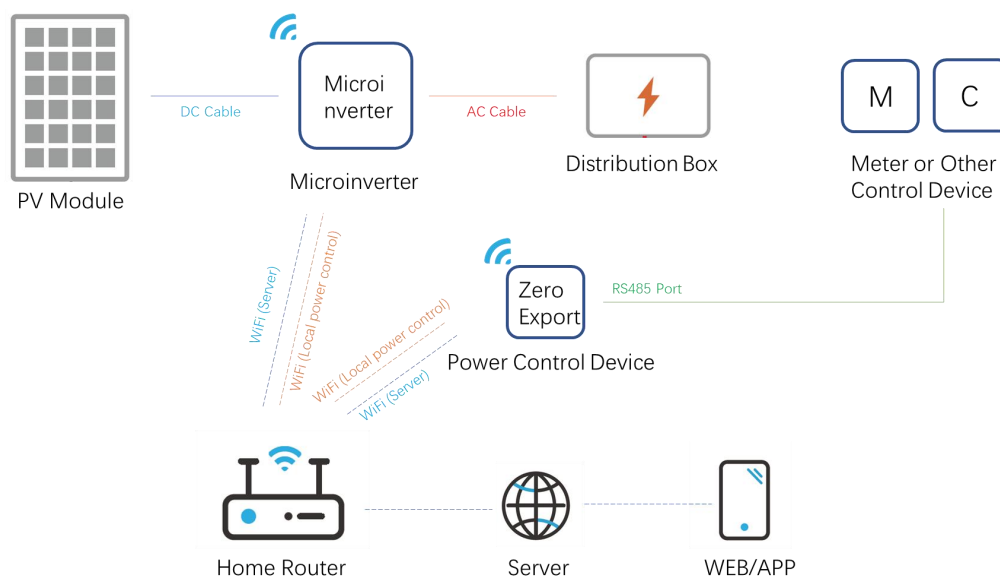 Microi
nverter
M
C
DC Cable
AC Cable
Distribution Box
Meter or Other
Control Device
Microinverter
PV Module
WiFi (Server)
WiFi (Local power control)
Zero
Export
RS485 Port
WiFi (Local power control)
WiFi (Server)
Power Control Device
Home Router
Server
WEB/APP